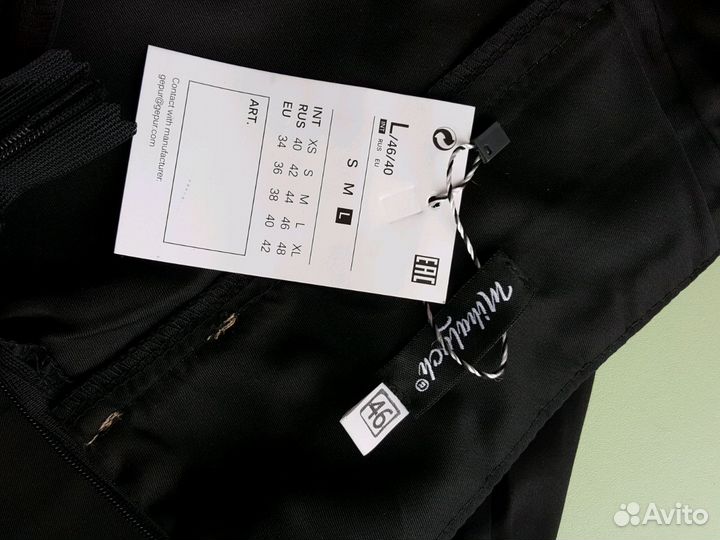 L/46/40
INT RUS EU
S M L
INT XS S M L XL
RUS 40 42 44 46 48
EU 34 36 38 40 42
ART.
Contact with manufacturer:
gepur@gepur.com
EAC
Mihalych®
46
Avito